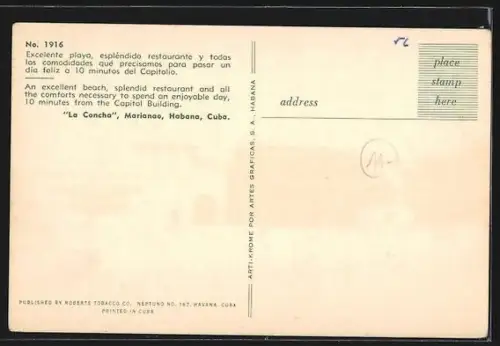 No. 1916
Excelente playa, espléndido restaurante y todas
las comodidades que precisamos para pasar un
día feliz a 10 minutos del Capitolio.
An excellent beach, splendid restaurant and all
the comforts necessary to spend an enjoyable day,
10 minutes from the Capitol Building.
"La Concha", Marianao, Habana, Cuba.
place
stamp
here
address
ARTI-KROME POR ARTES GRAFICAS, S. A., HABANA
PUBLISHED BY ROBERTS TOBACCO CO. NEPTUNO No. 167, HAVANA, CUBA
PRINTED IN CUBA